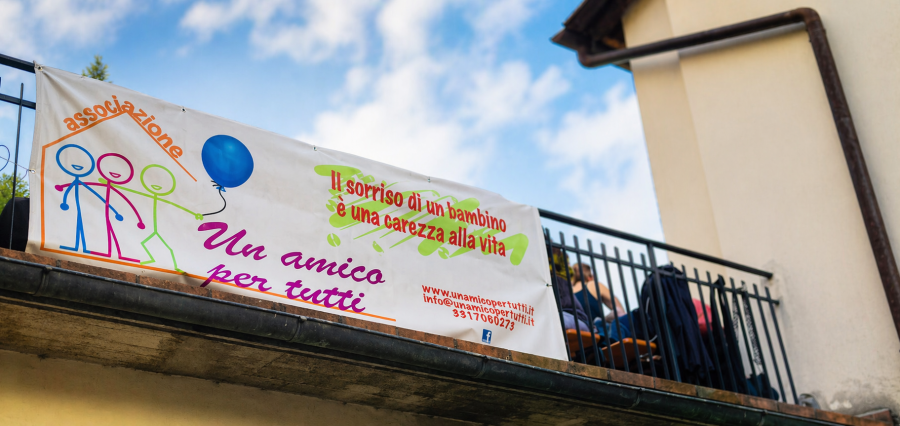 associazione
Un amico
per tutti
Il sorriso di un bambino
è una carezza alla vita
www.unamicopertutti.it
info@unamicopertutti.it
3317060273
f